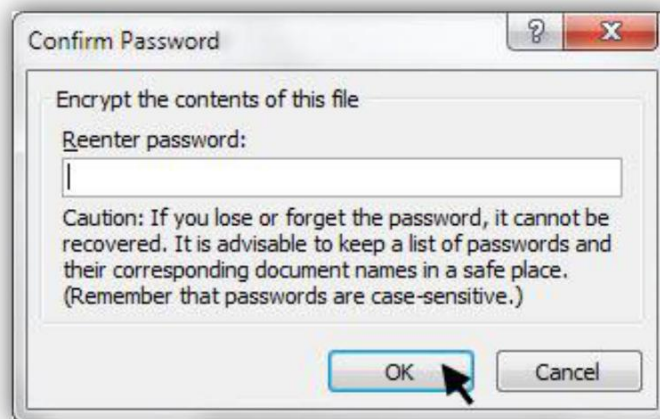 Confirm Password
?
X
Encrypt the contents of this file
Reenter password:
Caution: If you lose or forget the password, it cannot be
recovered. It is advisable to keep a list of passwords and
their corresponding document names in a safe place.
(Remember that passwords are case-sensitive.)
OK
Cancel